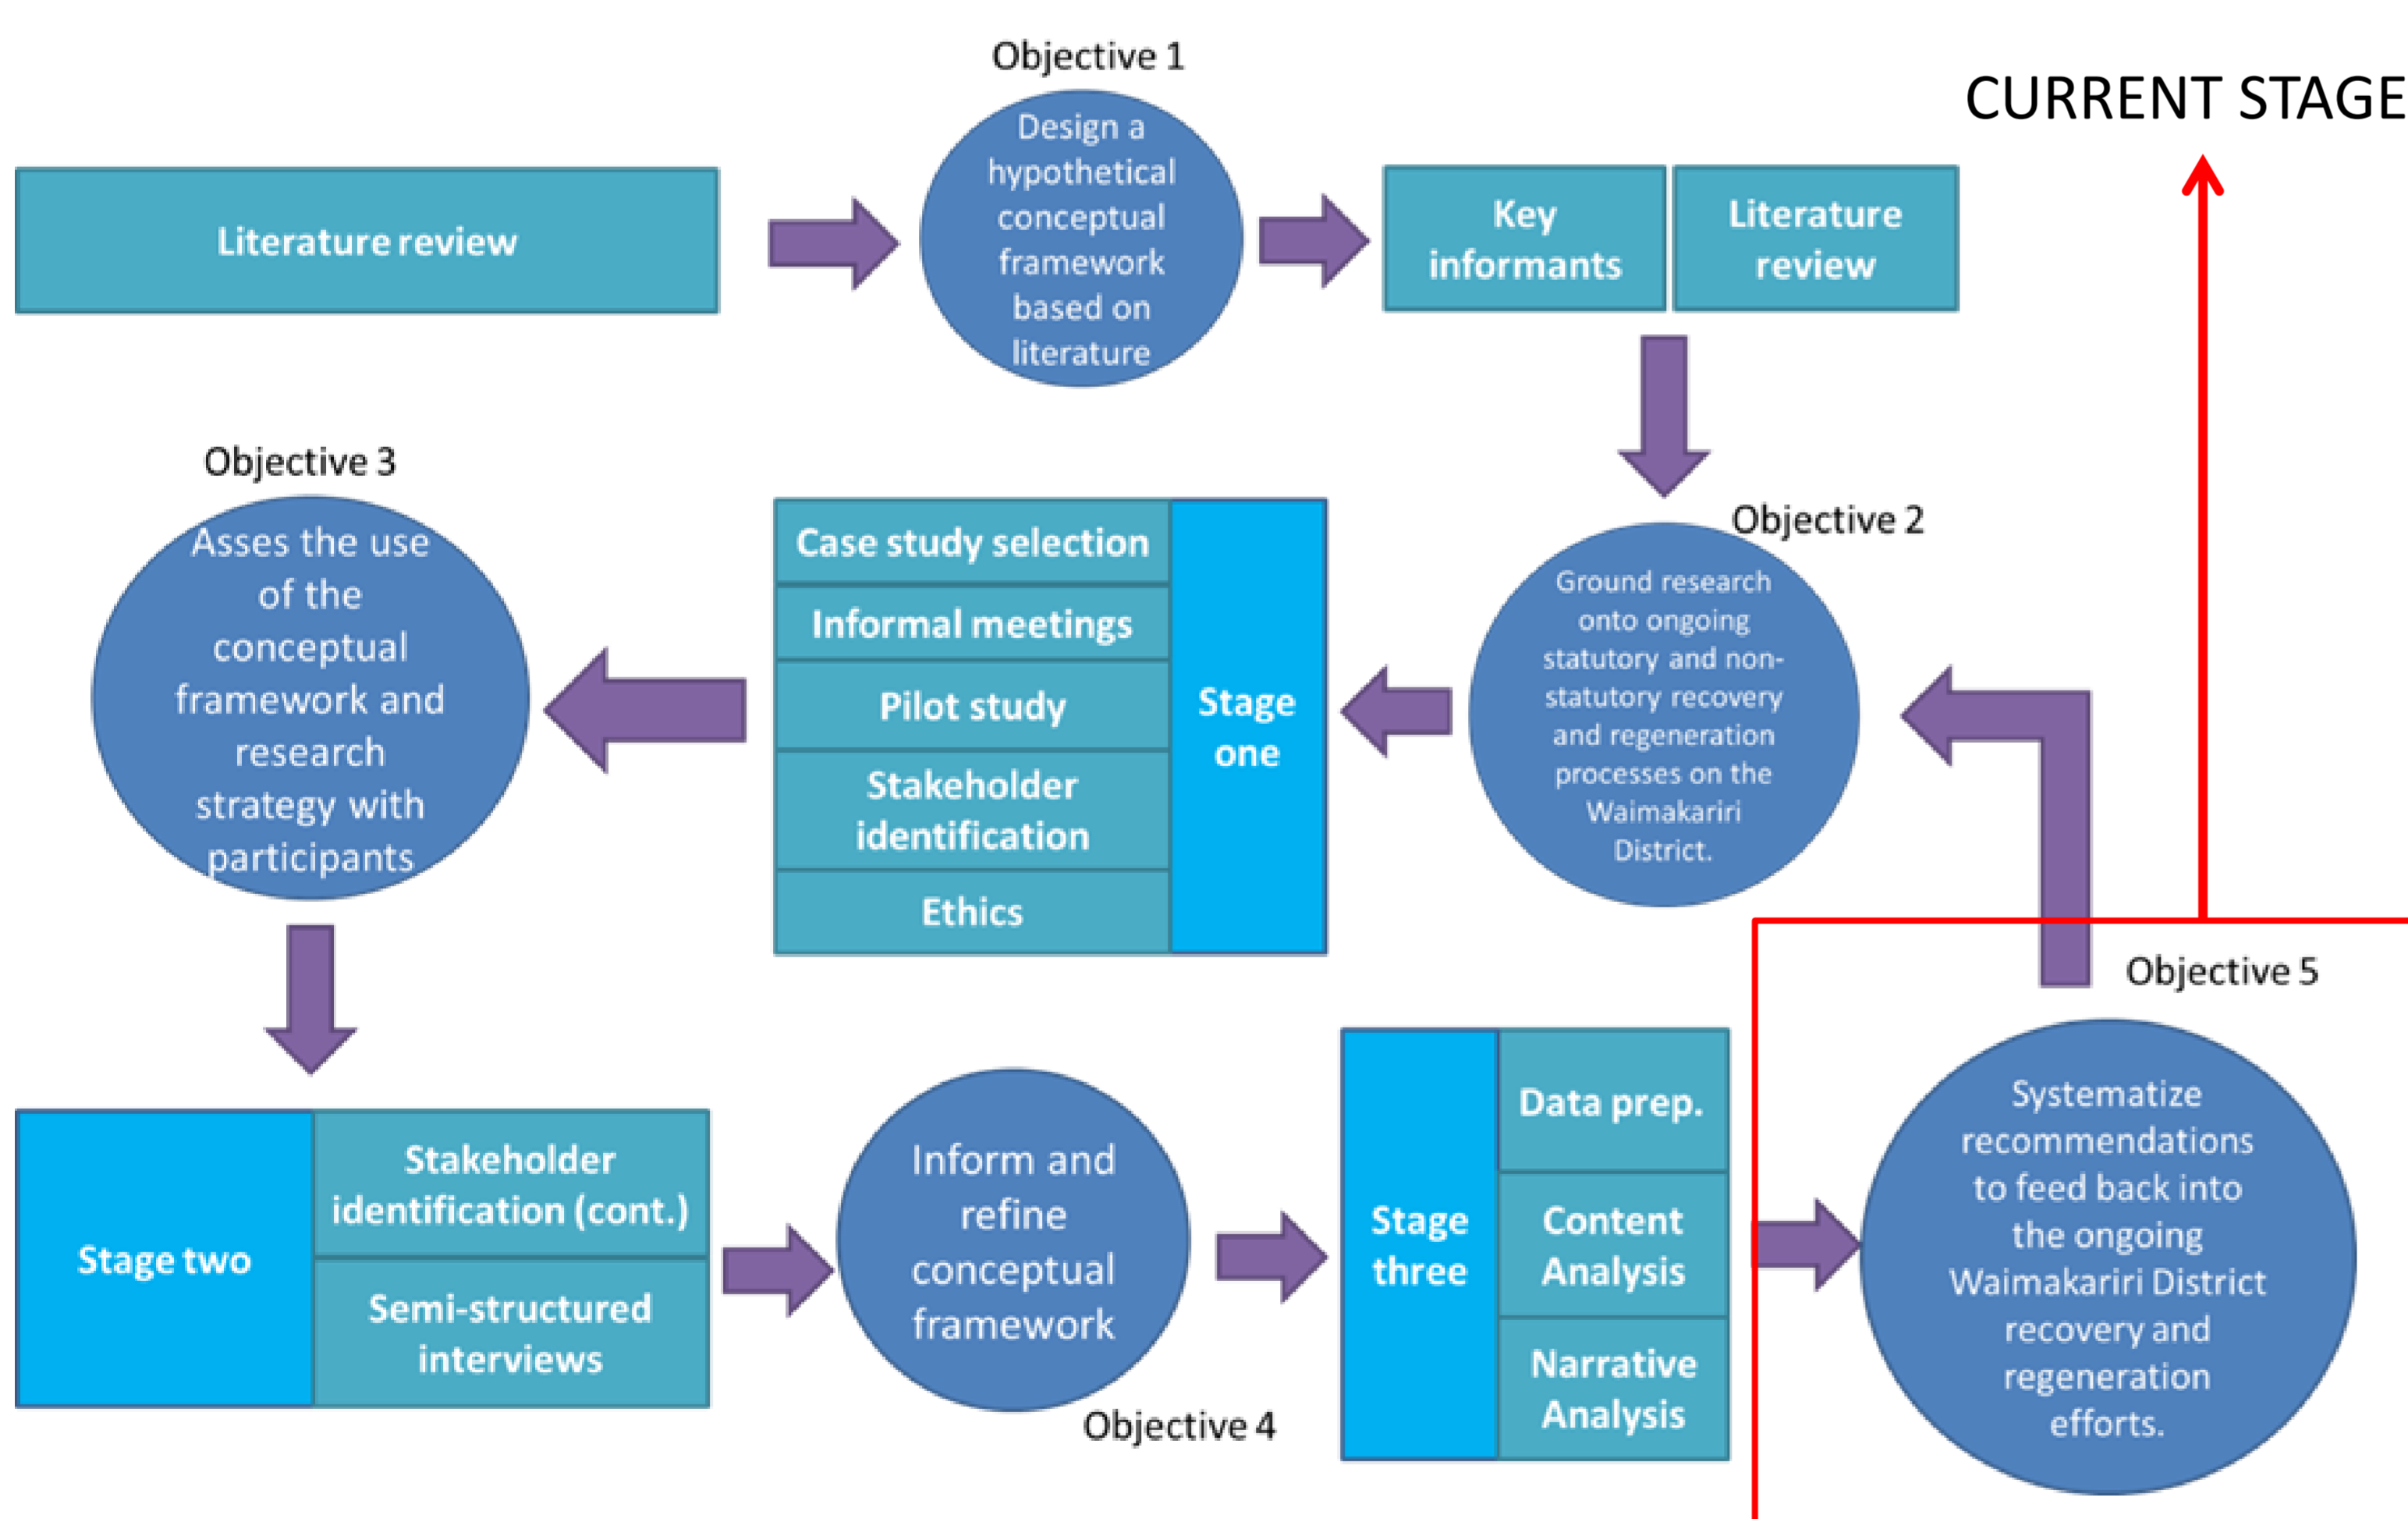 Objective 1
Design a
hypothetical
conceptual
framework
based on
literature
CURRENT STAGE
Literature review
Key
informants
Literature
review
Objective 3
Asses the use
of the
conceptual
framework and
research
strategy with
participants
Case study selection
Informal meetings
Pilot study
Stakeholder
identification
Ethics
Stage
one
Objective 2
Ground research
onto ongoing
statutory and non-
statutory recovery
and regeneration
processes on the
Waimakariri
District.
Stage two
Stakeholder
identification (cont.)
Semi-structured
interviews
Inform and
refine
conceptual
framework
Objective 4
Stage
three
Data prep.
Content
Analysis
Narrative
Analysis
Objective 5
Systematize
recommendations
to feed back into
the ongoing
Waimakariri District
recovery and
regeneration
efforts.